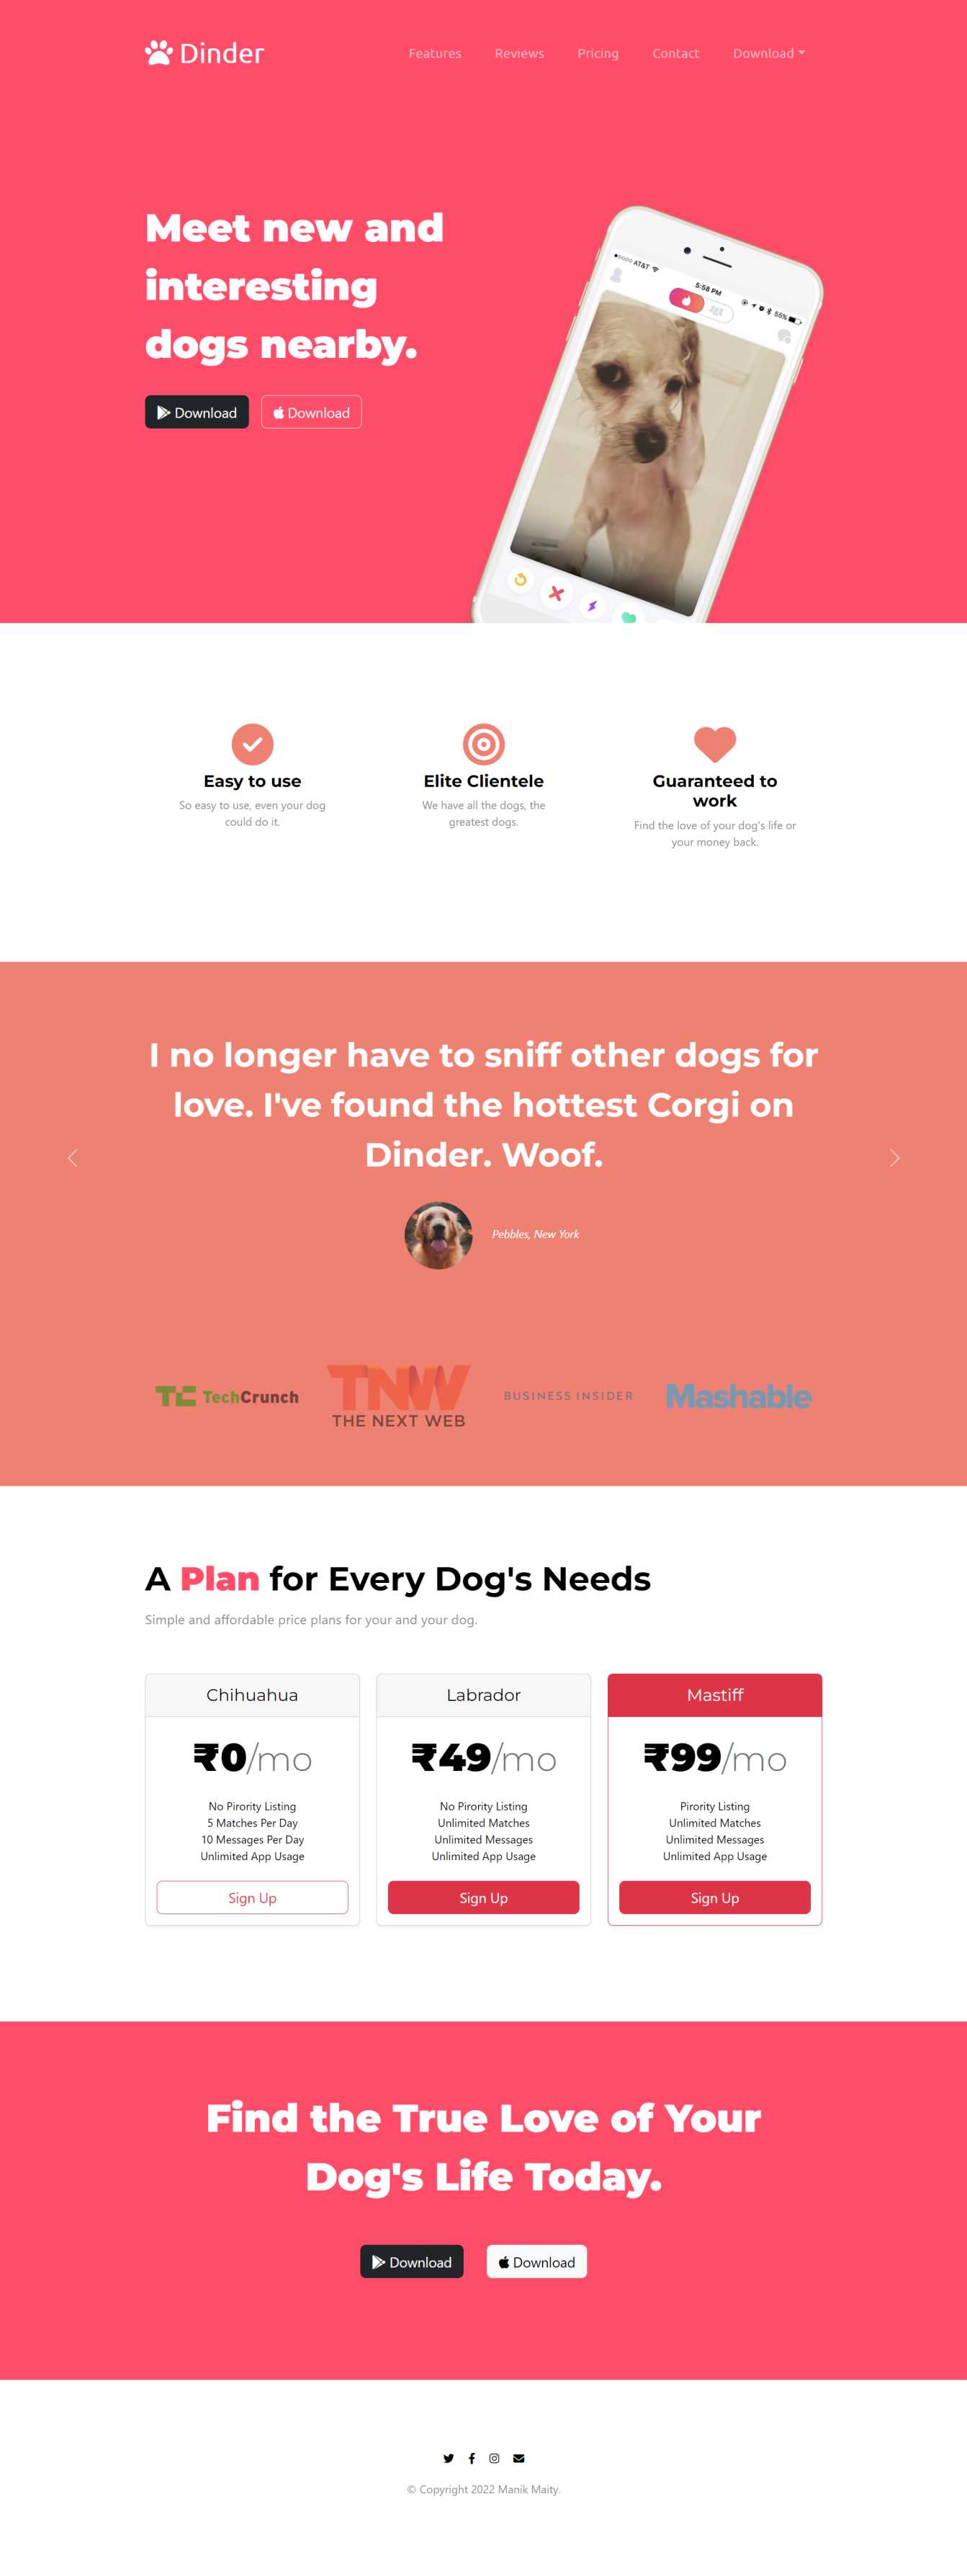 Dinder
Features Reviews Pricing Contact Download
Meet new and
interesting
dogs nearby.
Download Download
AT&T 5:58 PM 55%
Easy to use
So easy to use, even your dog
could do it.
Elite Clientele
We have all the dogs, the
greatest dogs.
Guaranteed to
work
Find the love of your dog's life or
your money back.
I no longer have to sniff other dogs for
love. I've found the hottest Corgi on
Dinder. Woof.
Pebbles, New York
TC TechCrunch
TNW
THE NEXT WEB
BUSINESS INSIDER
Mashable
A Plan for Every Dog's Needs
Simple and affordable price plans for your and your dog.
Chihuahua
₹0/mo
No Pirority Listing
5 Matches Per Day
10 Messages Per Day
Unlimited App Usage
Sign Up
Labrador
₹49/mo
No Pirority Listing
Unlimited Matches
Unlimited Messages
Unlimited App Usage
Sign Up
Mastiff
₹99/mo
Pirority Listing
Unlimited Matches
Unlimited Messages
Unlimited App Usage
Sign Up
Find the True Love of Your
Dog's Life Today.
Download Download
© Copyright 2022 Manik Maity.